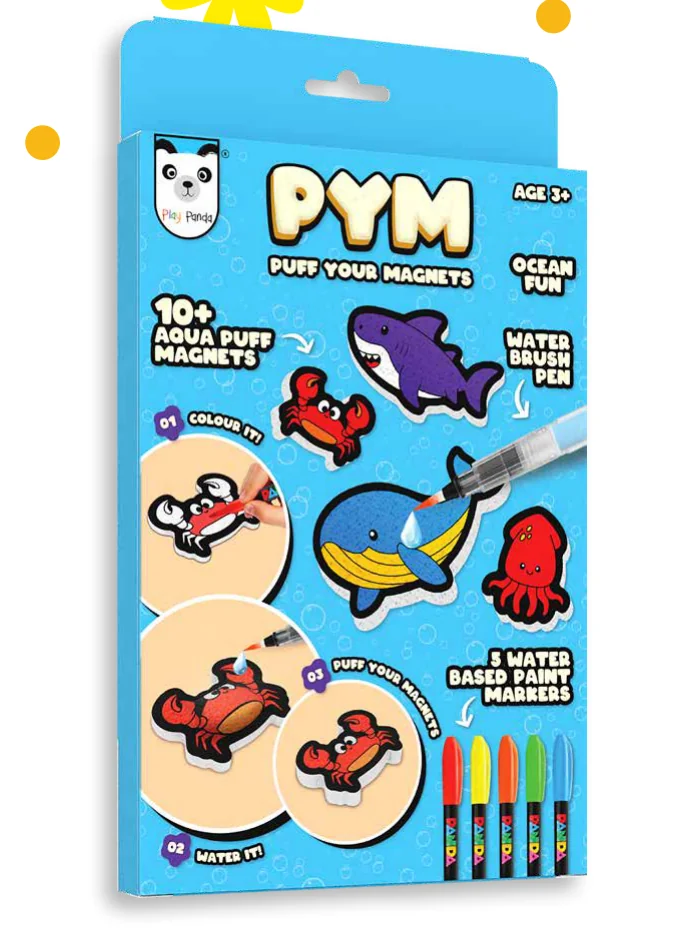 Play Panda
®
PYM
PUFF YOUR MAGNETS
AGE 3+
OCEAN
FUN
10+
AQUA PUFF
MAGNETS
WATER
BRUSH
PEN
01 COLOUR IT!
03 PUFF YOUR MAGNETS
5 WATER
BASED PAINT
MARKERS
02 WATER IT!
PANDA
PANDA
PANDA
PANDA
PANDA